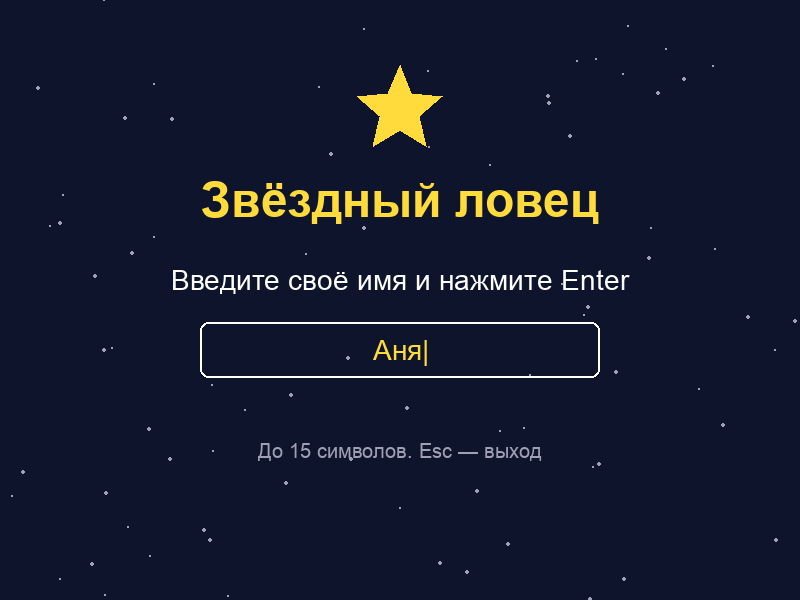 Звёздный ловец
Введите своё имя и нажмите Enter
Аня|
До 15 символов. Esc — выход